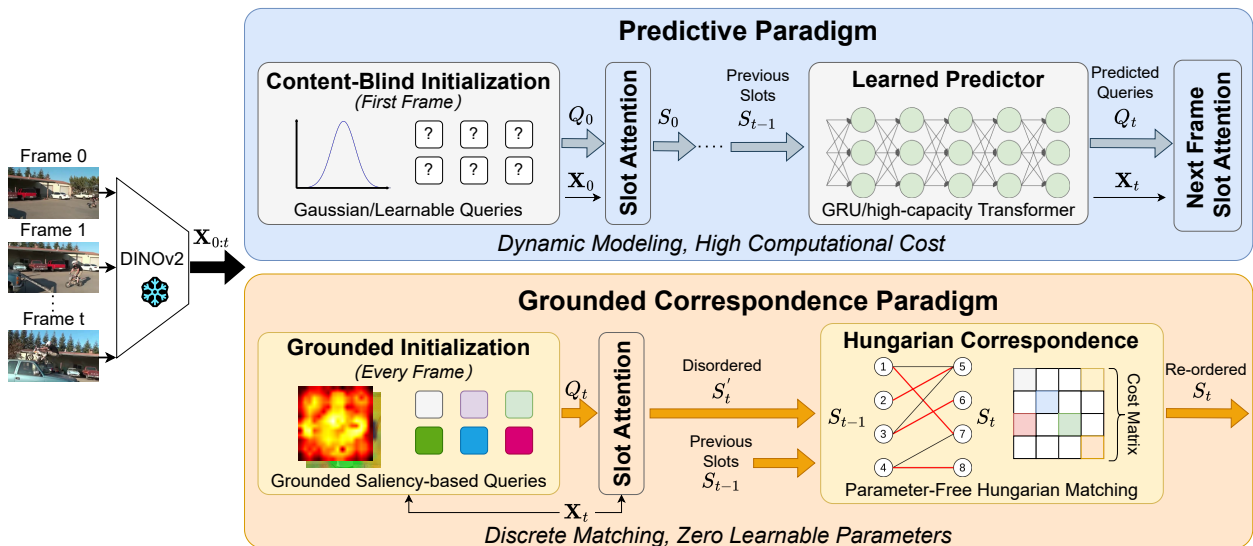 Frame 0
Frame 1
Frame t
DINOv2
X₀:ₜ
Predictive Paradigm
Content-Blind Initialization
(First Frame)
? ? ?
? ? ?
Gaussian/Learnable Queries
Q₀
X₀
Slot Attention
S₀
....
Previous
Slots
Sₜ₋₁
Learned Predictor
GRU/high-capacity Transformer
Predicted
Queries
Qₜ
Xₜ
Next Frame
Slot Attention
Dynamic Modeling, High Computational Cost
Grounded Correspondence Paradigm
Grounded Initialization
(Every Frame)
Grounded Saliency-based Queries
Qₜ
Slot Attention
Xₜ
Disordered
S′ₜ
Previous
Slots
Sₜ₋₁
Hungarian Correspondence
Sₜ₋₁
1 5
2 6
3 7
4 8
Sₜ
Cost Matrix
Parameter-Free Hungarian Matching
Re-ordered
Sₜ
Discrete Matching, Zero Learnable Parameters